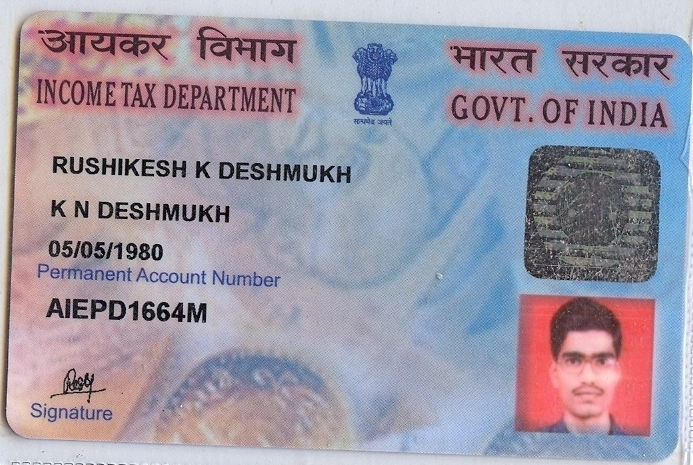 आयकर विभाग
INCOME TAX DEPARTMENT
सत्यमेव जयते
भारत सरकार
GOVT. OF INDIA
RUSHIKESH K DESHMUKH
K N DESHMUKH
05/05/1980
Permanent Account Number
AIEPD1664M
Signature